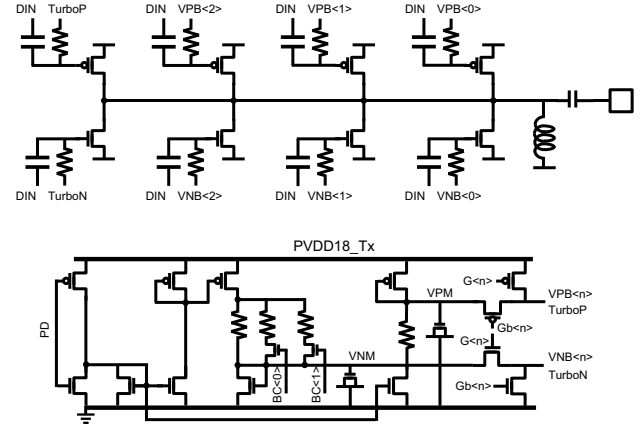 DIN TurboP DIN VPB<2> DIN VPB<1> DIN VPB<0>
DIN TurboN DIN VNB<2> DIN VNB<1> DIN VNB<0>
PVDD18_Tx
G<n>
VPB<n>
VPM
TurboP
Gb<n>
PD
G<n>
VNM
VNB<n>
TurboN
BC<0>
BC<1>
Gb<n>